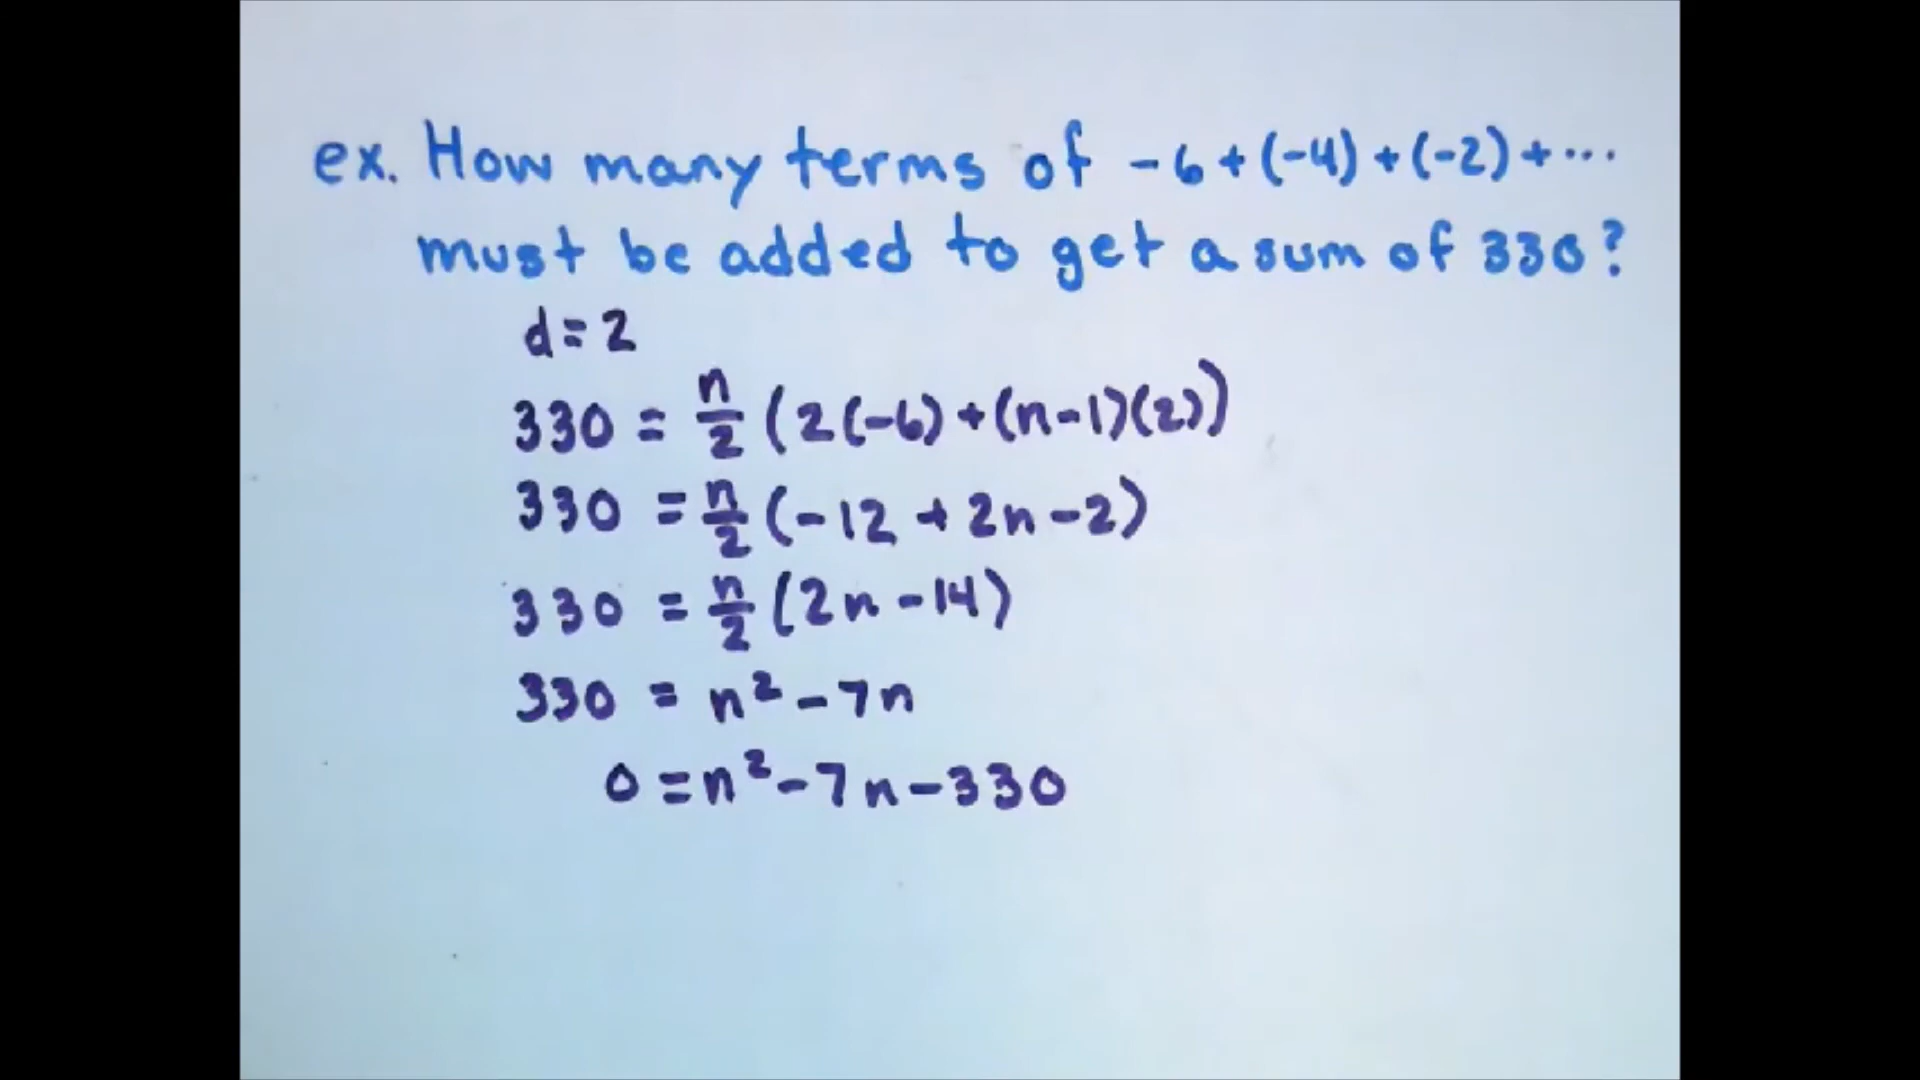 ex. How many terms of -6+(-4)+(-2)+...
must be added to get a sum of 330?
d=2
330 = n/2 (2(-6)+(n-1)(2))
330 = n/2 (-12 + 2n - 2)
330 = n/2 (2n - 14)
330 = n² - 7n
0 = n² - 7n - 330